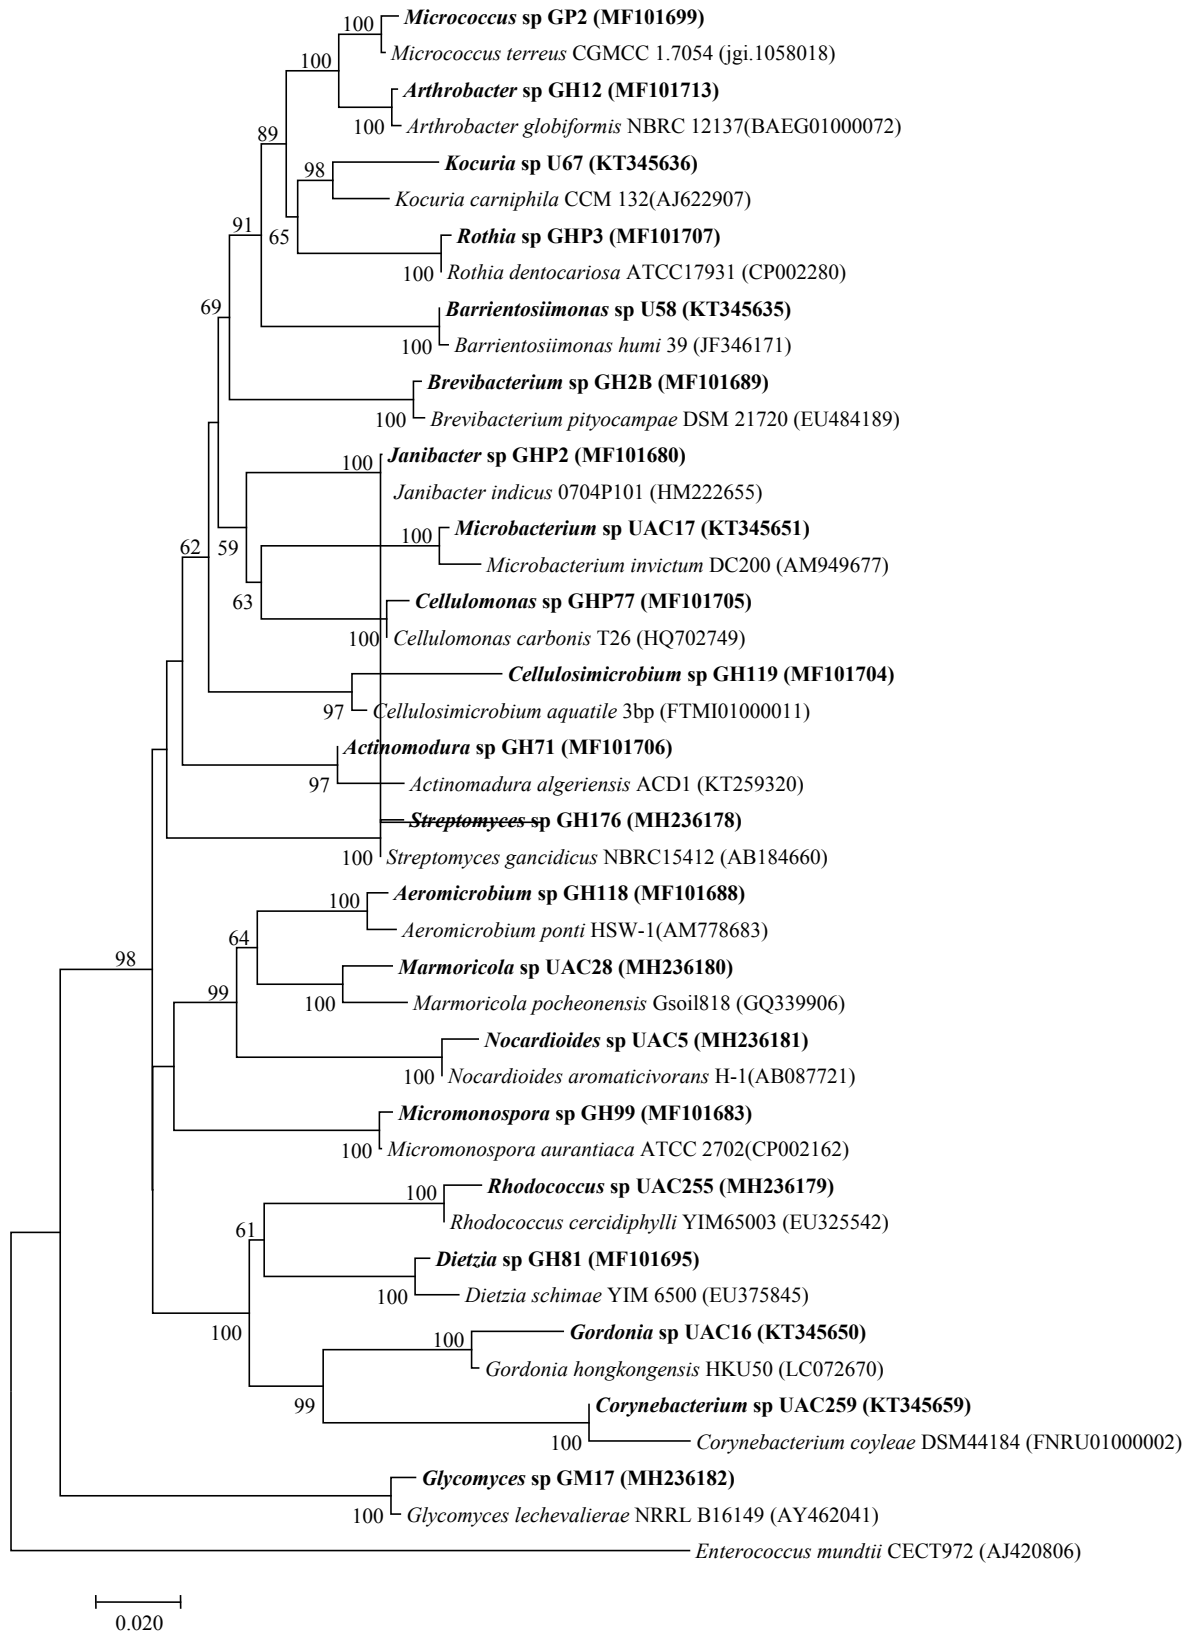 100 Micrococcus sp GP2 (MF101699)
Micrococcus terreus CGMCC 1.7054 (jgi.1058018)
100
Arthrobacter sp GH12 (MF101713)
100 Arthrobacter globiformis NBRC 12137(BAEG01000072)
89
98 Kocuria sp U67 (KT345636)
Kocuria carniphila CCM 132(AJ622907)
91
65 Rothia sp GHP3 (MF101707)
100 Rothia dentocariosa ATCC17931 (CP002280)
69 Barrientosiimonas sp U58 (KT345635)
100 Barrientosiimonas humi 39 (JF346171)
Brevibacterium sp GH2B (MF101689)
100 Brevibacterium pityocampae DSM 21720 (EU484189)
100 Janibacter sp GHP2 (MF101680)
Janibacter indicus 0704P101 (HM222655)
100 Microbacterium sp UAC17 (KT345651)
62 59
Microbacterium invictum DC200 (AM949677)
63 Cellulomonas sp GHP77 (MF101705)
100 Cellulomonas carbonis T26 (HQ702749)
Cellulosimicrobium sp GH119 (MF101704)
97 Cellulosimicrobium aquatile 3bp (FTMI01000011)
Actinomodura sp GH71 (MF101706)
97 Actinomadura algeriensis ACD1 (KT259320)
Streptomyces sp GH176 (MH236178)
100 Streptomyces gancidicus NBRC15412 (AB184660)
100 Aeromicrobium sp GH118 (MF101688)
Aeromicrobium ponti HSW-1(AM778683)
64
98 Marmoricola sp UAC28 (MH236180)
99 100 Marmoricola pocheonensis Gsoil818 (GQ339906)
Nocardioides sp UAC5 (MH236181)
100 Nocardioides aromaticivorans H-1(AB087721)
Micromonospora sp GH99 (MF101683)
100 Micromonospora aurantiaca ATCC 2702(CP002162)
100 Rhodococcus sp UAC255 (MH236179)
Rhodococcus cercidiphylli YIM65003 (EU325542)
61
Dietzia sp GH81 (MF101695)
100 Dietzia schimae YIM 6500 (EU375845)
100 100 Gordonia sp UAC16 (KT345650)
Gordonia hongkongensis HKU50 (LC072670)
99 Corynebacterium sp UAC259 (KT345659)
100 Corynebacterium coyleae DSM44184 (FNRU01000002)
Glycomyces sp GM17 (MH236182)
100 Glycomyces lechevalierae NRRL B16149 (AY462041)
Enterococcus mundtii CECT972 (AJ420806)
0.020